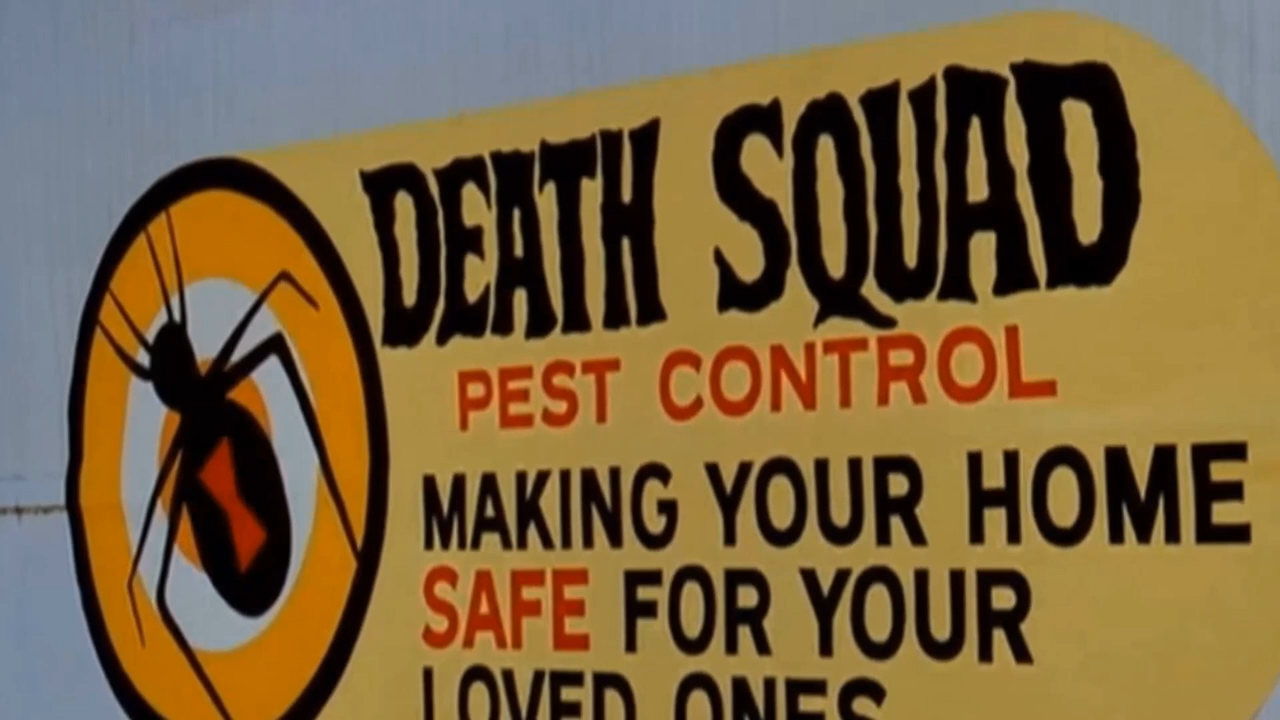 DEATH SQUAD
PEST CONTROL
MAKING YOUR HOME
SAFE FOR YOUR
LOVED ONES